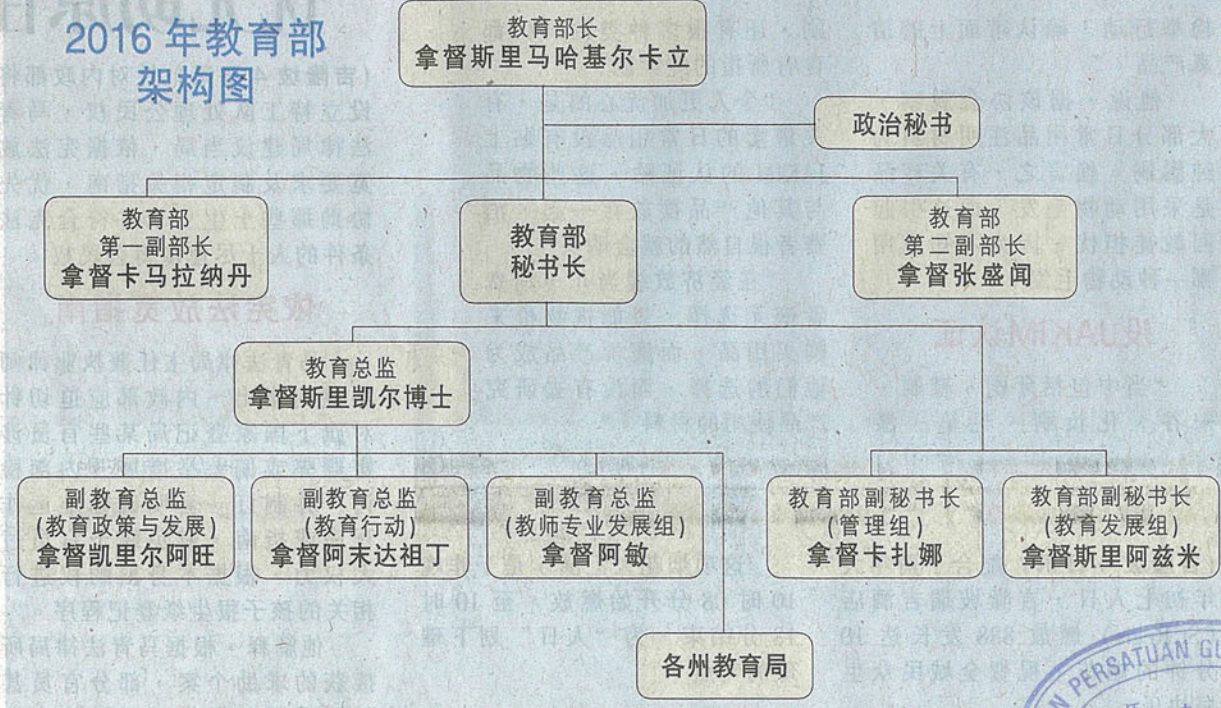 2016 年教育部
架构图
教育部长
拿督斯里马哈基尔卡立
政治秘书
教育部
第一副部长
拿督卡马拉纳丹
教育部
秘书长
教育部
第二副部长
拿督张盛闻
教育总监
拿督斯里凯尔博士
副教育总监
(教育政策与发展)
拿督凯里尔阿旺
副教育总监
(教育行动)
拿督阿末达祖丁
副教育总监
(教师专业发展组)
拿督阿敏
教育部副秘书长
(管理组)
拿督卡扎娜
教育部副秘书长
(教育发展组)
拿督斯里阿兹米
各州教育局
PERSATUAN